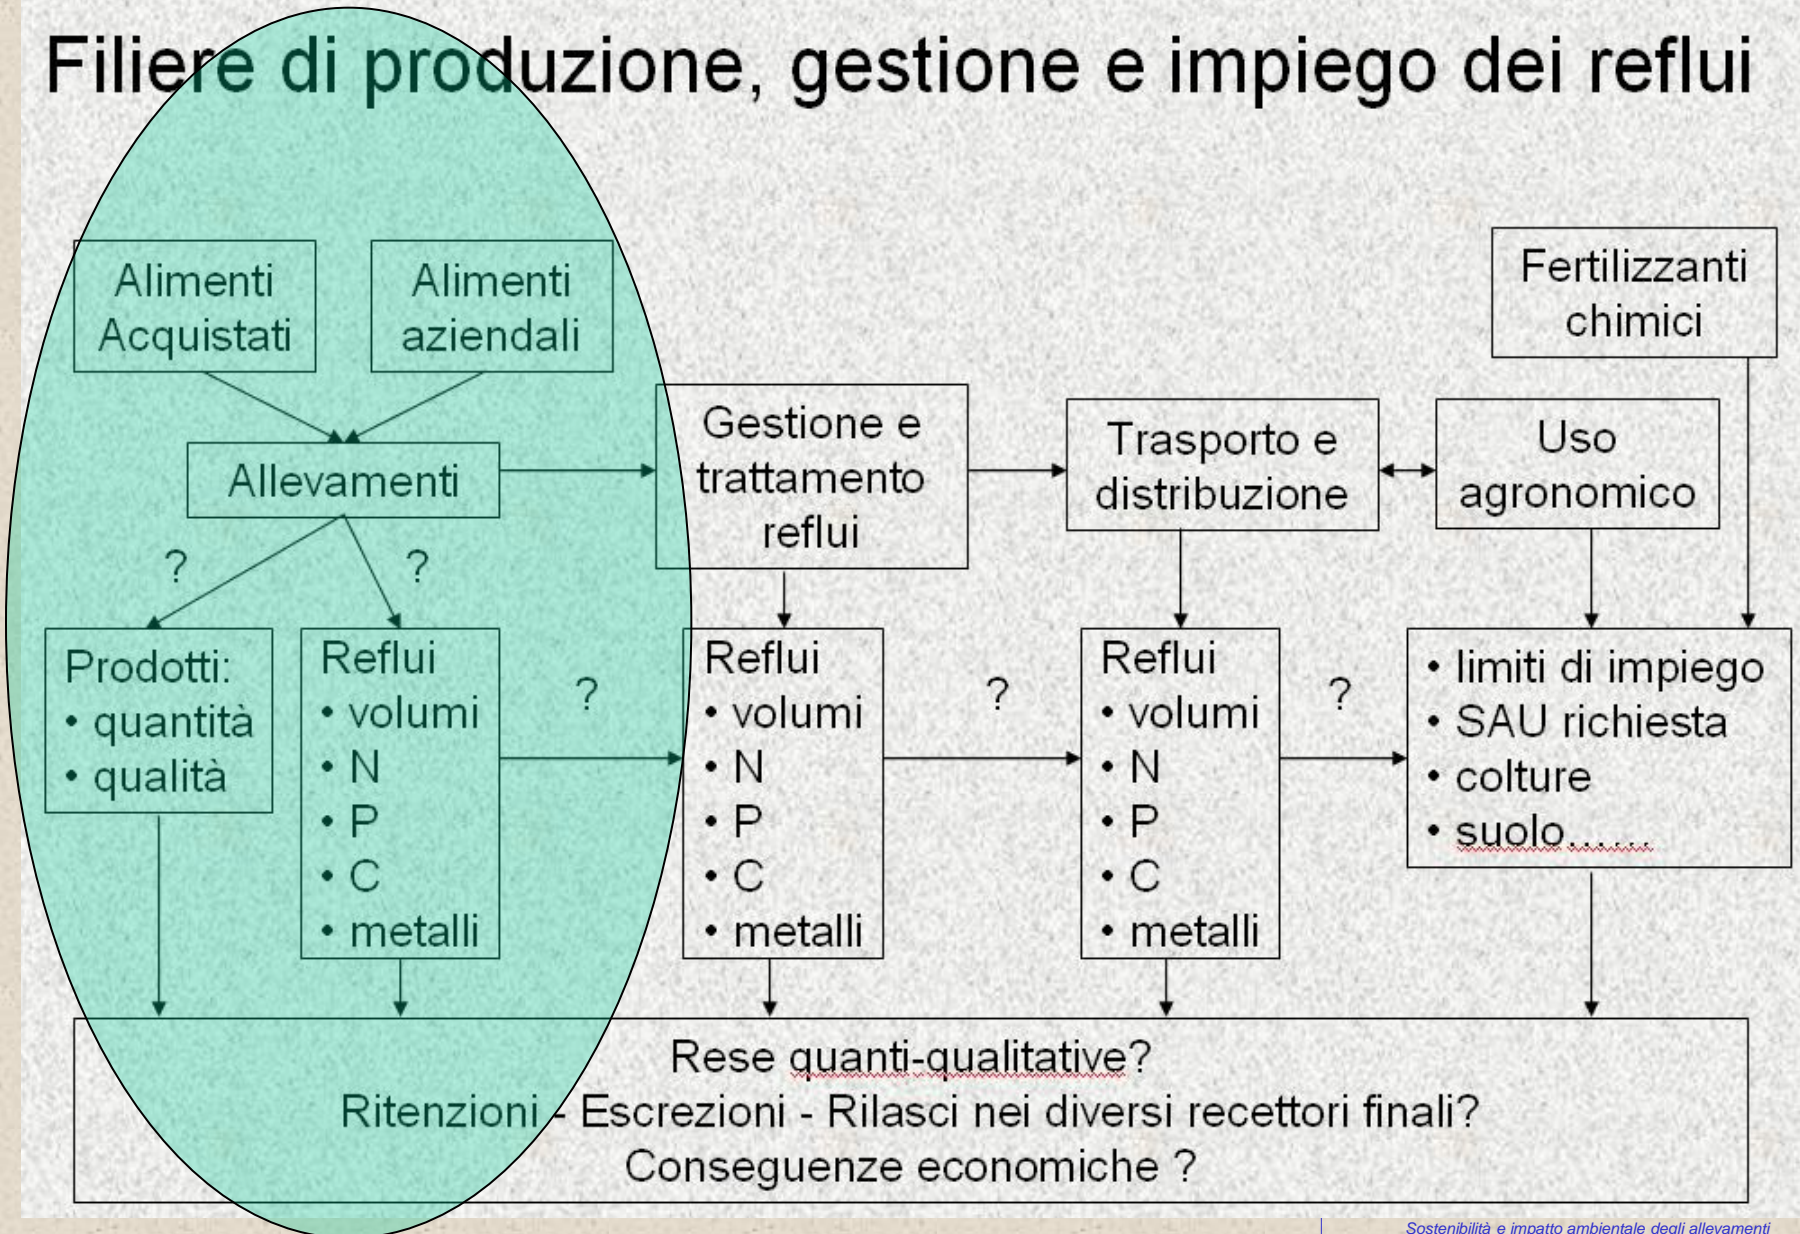 Filiere di produzione, gestione e impiego dei reflui
Alimenti
Acquistati
Alimenti
aziendali
Fertilizzanti
chimici
Allevamenti
Gestione e
trattamento
reflui
Trasporto e
distribuzione
Uso
agronomico
?
?
Prodotti:
• quantità
• qualità
Reflui
• volumi
• N
• P
• C
• metalli
?
Reflui
• volumi
• N
• P
• C
• metalli
?
Reflui
• volumi
• N
• P
• C
• metalli
?
• limiti di impiego
• SAU richiesta
• colture
• suolo......
Rese quanti-qualitative?
Ritenzioni - Escrezioni - Rilasci nei diversi recettori finali?
Conseguenze economiche ?
Sostenibilità e impatto ambientale degli allevamenti